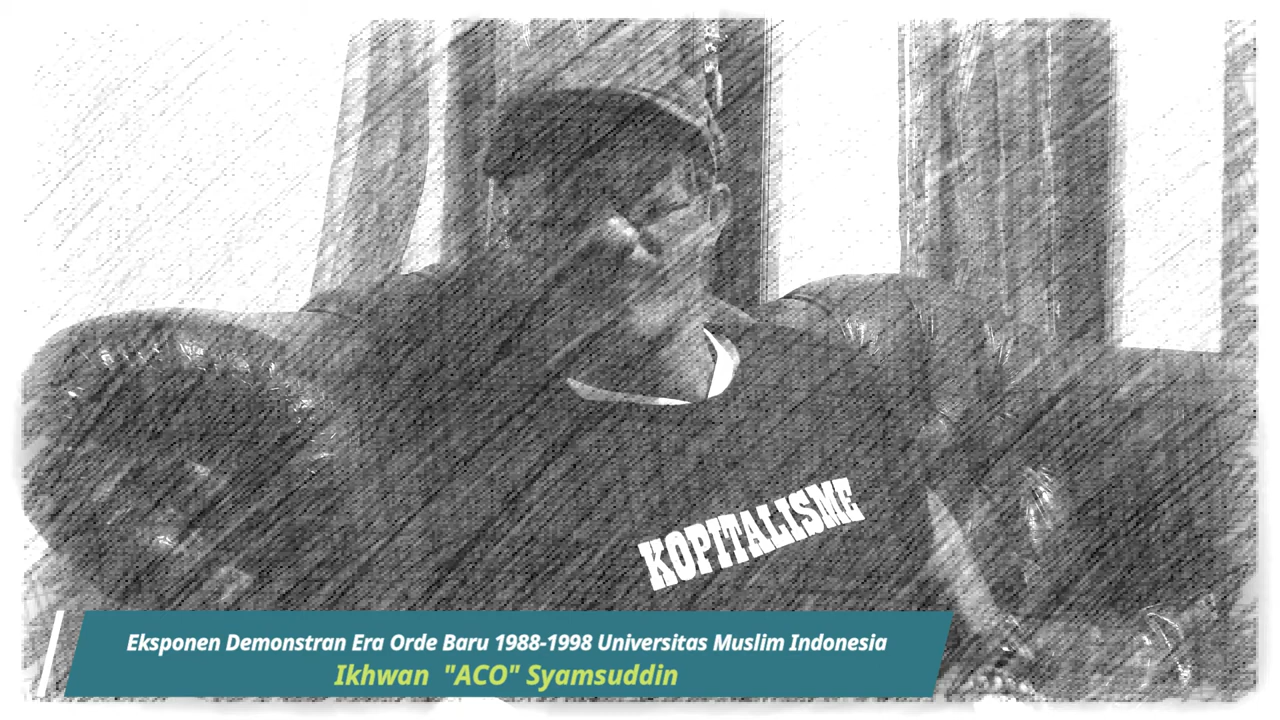 KOPITALISME
Eksponen Demonstran Era Orde Baru 1988-1998 Universitas Muslim Indonesia
Ikhwan "ACO" Syamsuddin